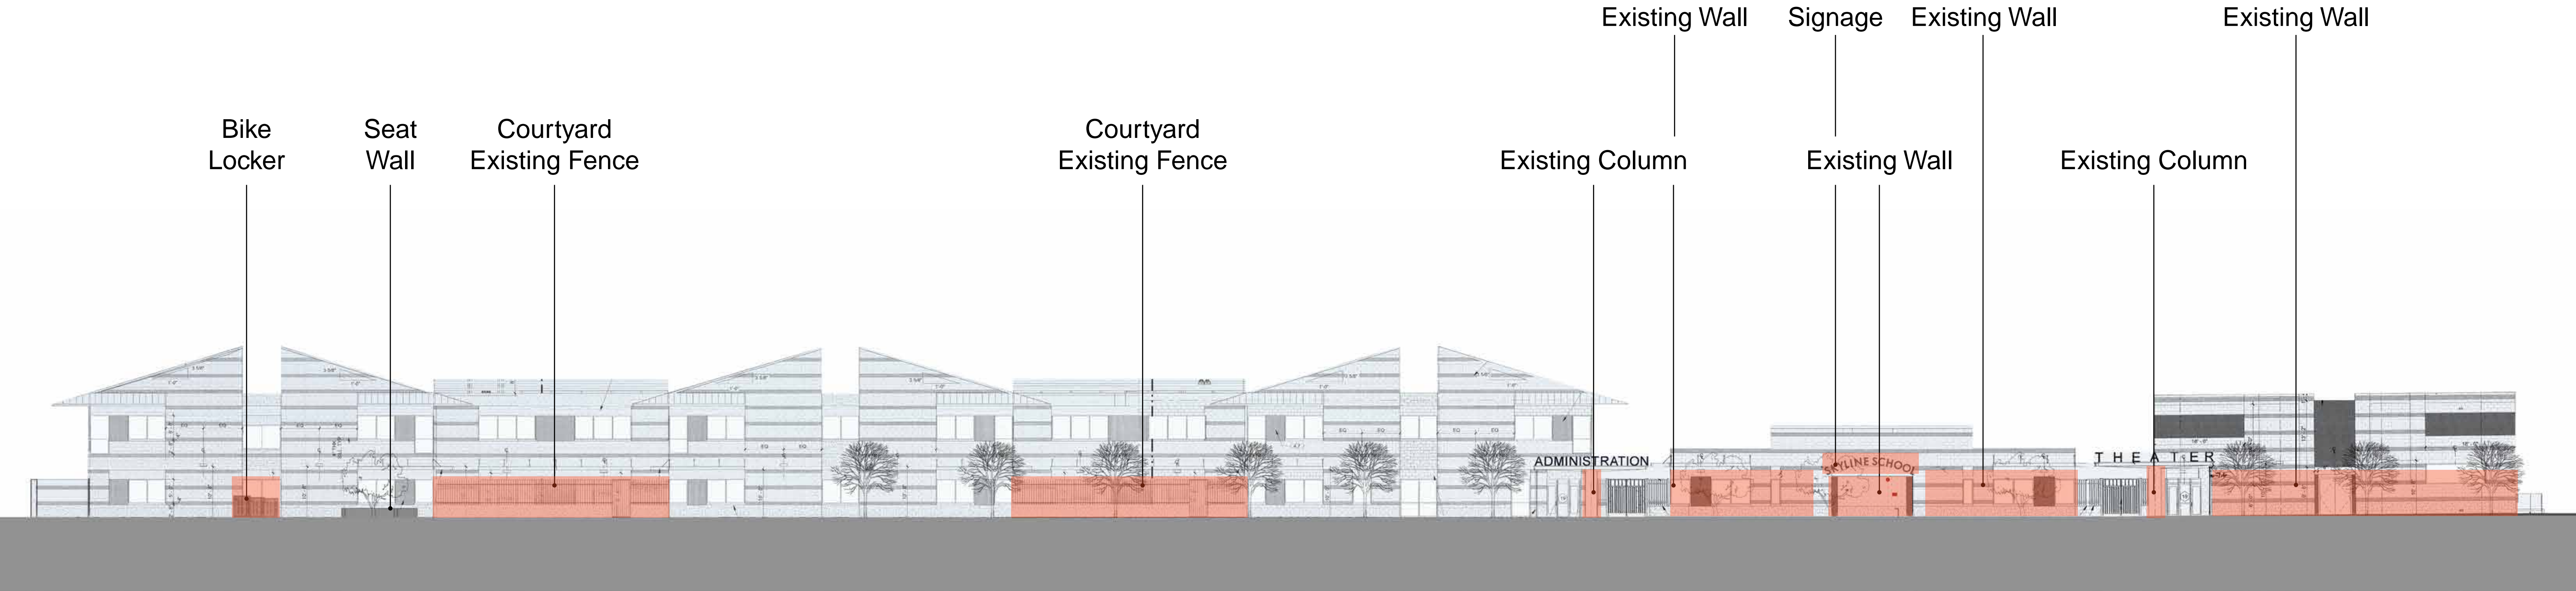 Existing Wall
Signage
Existing Wall
Existing Wall
Bike
Locker
Seat
Wall
Courtyard
Existing Fence
Courtyard
Existing Fence
Existing Column
Existing Wall
Existing Column
ADMINISTRATION
SKYLINE SCHOOL
THEATER